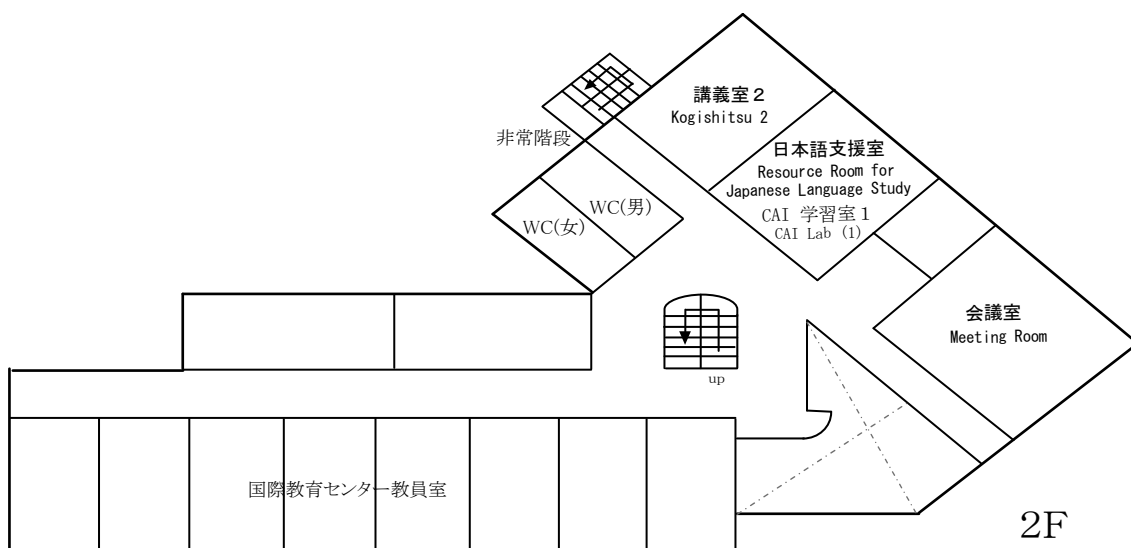 講義室２
Kogishitsu 2
非常階段
日本語支援室
Resource Room for
Japanese Language Study
CAI 学習室１
CAI Lab (1)
WC(男)
WC(女)
会議室
Meeting Room
up
国際教育センター教員室
2F